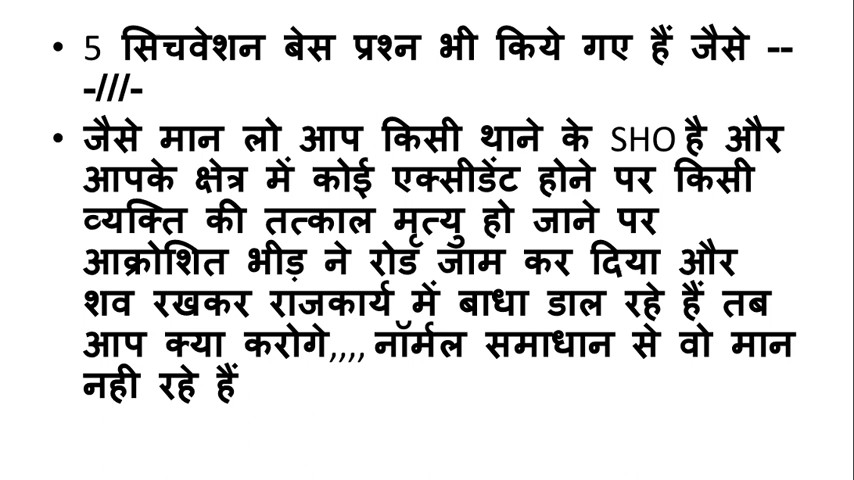 • 5 सिचवेशन बेस प्रश्न भी किये गए हैं जैसे --
-///-
• जैसे मान लो आप किसी थाने के SHO है और
आपके क्षेत्र में कोई एक्सीडेंट होने पर किसी
व्यक्ति की तत्काल मृत्यु हो जाने पर
आक्रोशित भीड़ ने रोड जाम कर दिया और
शव रखकर राजकार्य में बाधा डाल रहे हैं तब
आप क्या करोगे,,,, नॉर्मल समाधान से वो मान
नही रहे हैं